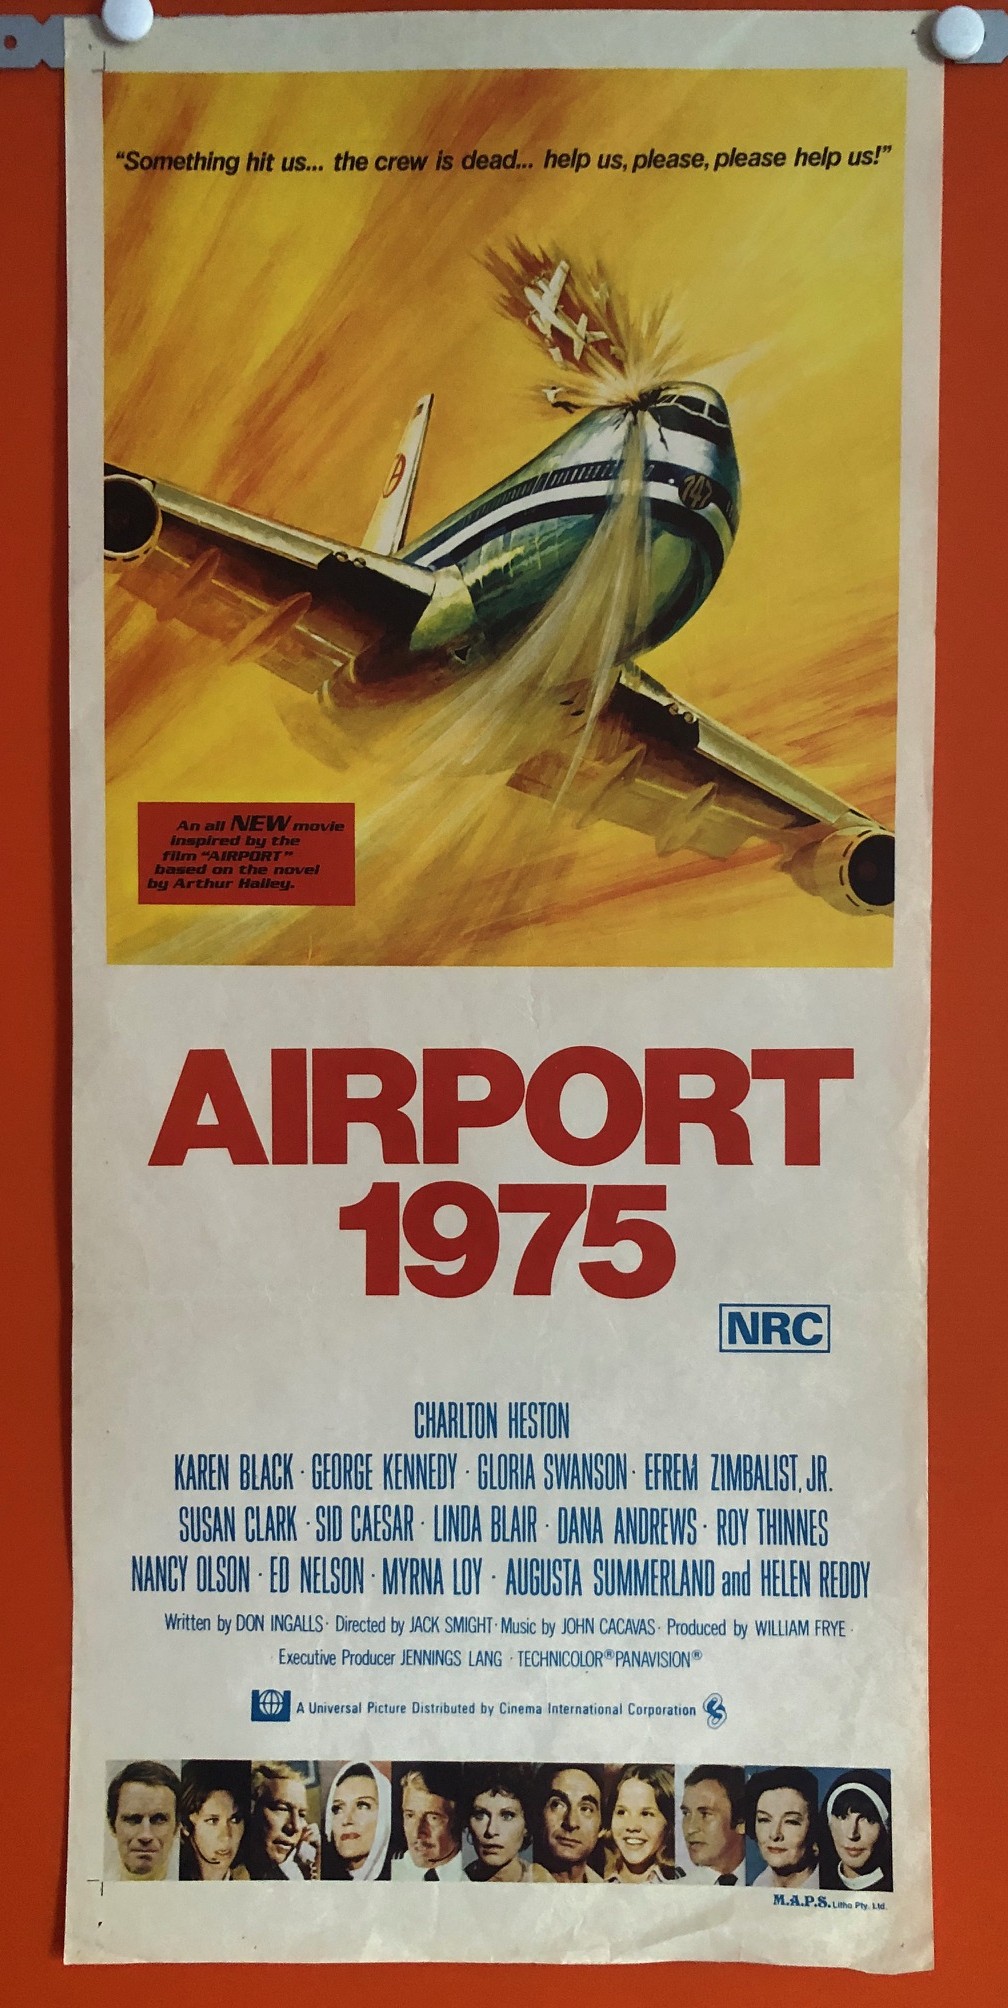 “Something hit us... the crew is dead... help us, please, please help us!”
747
An all NEW movie
inspired by the
film “AIRPORT”
based on the novel
by Arthur Hailey.
AIRPORT
1975
NRC
CHARLTON HESTON
KAREN BLACK · GEORGE KENNEDY · GLORIA SWANSON · EFREM ZIMBALIST, JR.
SUSAN CLARK · SID CAESAR · LINDA BLAIR · DANA ANDREWS · ROY THINNES
NANCY OLSON · ED NELSON · MYRNA LOY · AUGUSTA SUMMERLAND and HELEN REDDY
Written by DON INGALLS · Directed by JACK SMIGHT · Music by JOHN CACAVAS · Produced by WILLIAM FRYE ·
Executive Producer JENNINGS LANG · TECHNICOLOR® PANAVISION®
A Universal Picture Distributed by Cinema International Corporation
M.A.P.S. Litho Pty. Ltd.